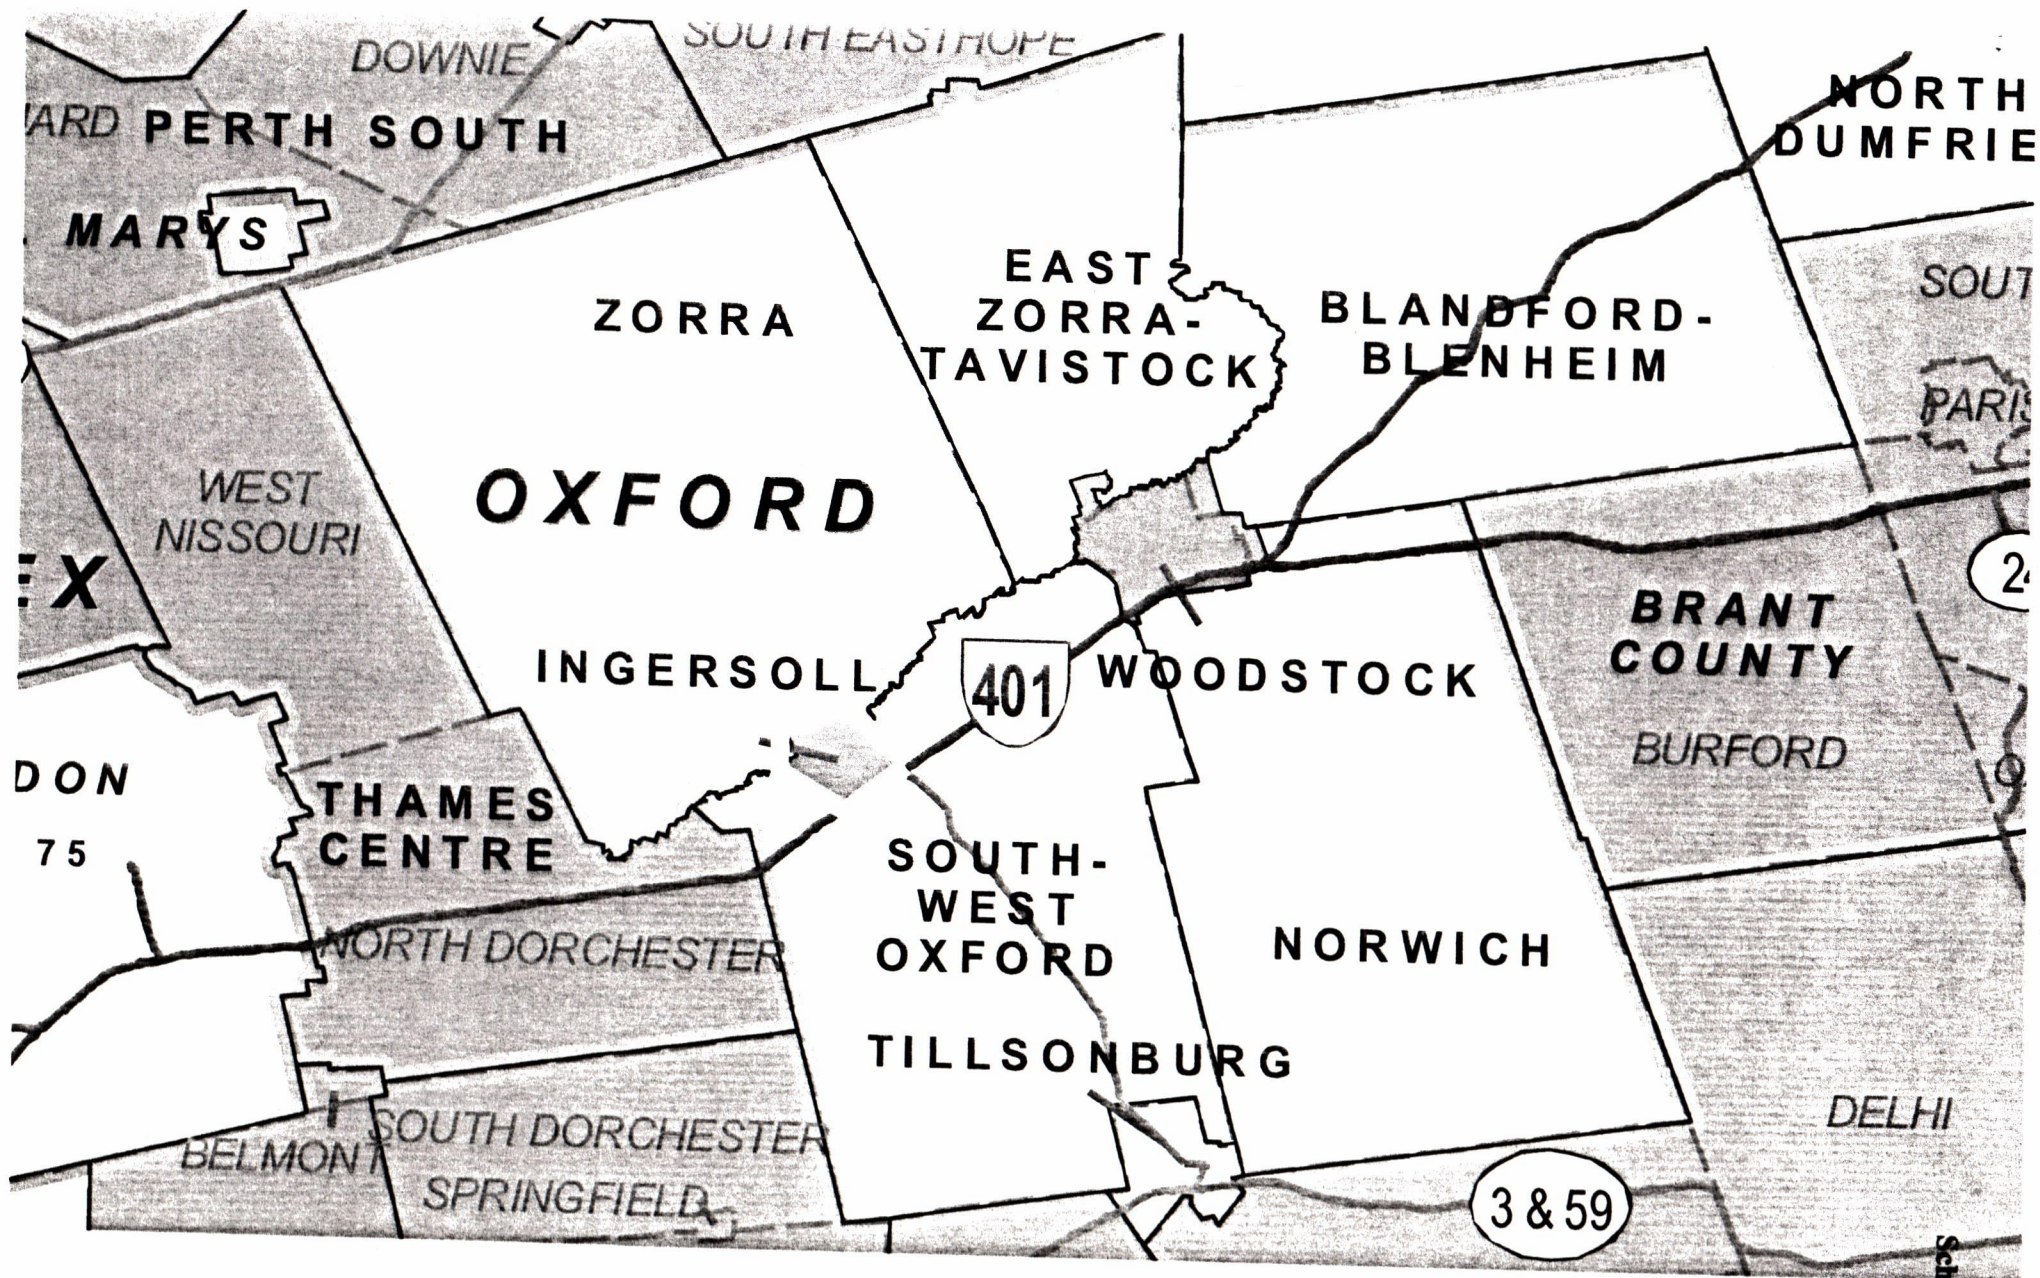 DOWNIE
SOUTH EASTHOPE
PERTH SOUTH
MARYS
NORTH
DUMFRIE
EAST
ZORRA-
TAVISTOCK
ZORRA
BLANDFORD-
BLENHEIM
SOUT
PARIS
WEST
NISSOURI
OXFORD
EX
BRANT
COUNTY
INGERSOLL
401
WOODSTOCK
24
BURFORD
DON
75
THAMES
CENTRE
SOUTH-
WEST
OXFORD
NORTH DORCHESTER
NORWICH
TILLSONBURG
DELHI
SOUTH DORCHESTER
BELMONT
SPRINGFIELD
3 & 59
Sch